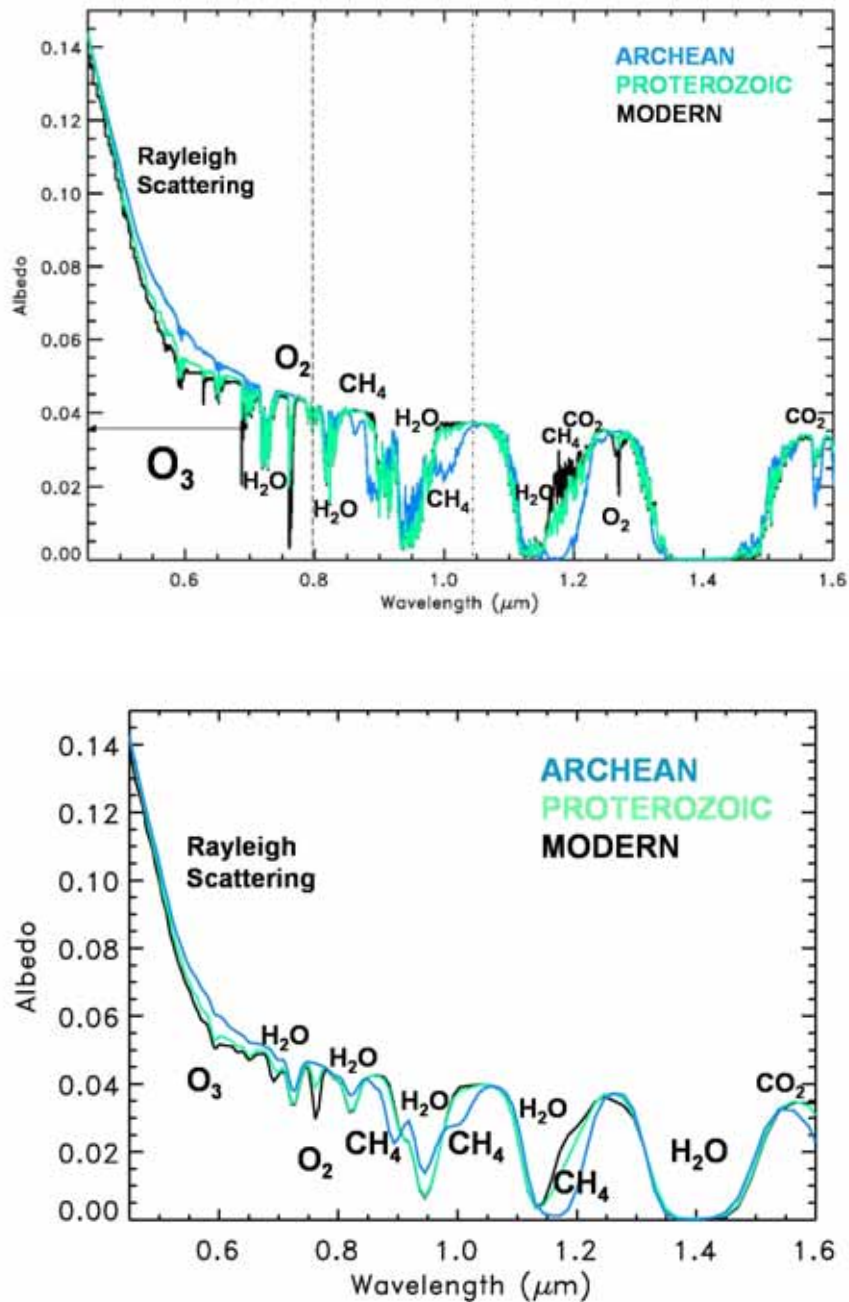 0.14
ARCHEAN
PROTEROZOIC
MODERN
0.12
Rayleigh
Scattering
0.10
Albedo
0.08
0.06
O2
CH4
0.04
H2O
CO2
CH4
CO2
O3
H2O
H2O
CH4
H2O
O2
0.02
0.00
0.6 0.8 1.0 1.2 1.4 1.6
Wavelength (μm)
0.14
ARCHEAN
PROTEROZOIC
MODERN
0.12
Rayleigh
Scattering
0.10
Albedo
0.08
0.06
H2O
H2O
O3
0.04
H2O
H2O
CO2
O2
CH4
CH4
CH4
H2O
0.02
0.00
0.6 0.8 1.0 1.2 1.4 1.6
Wavelength (μm)